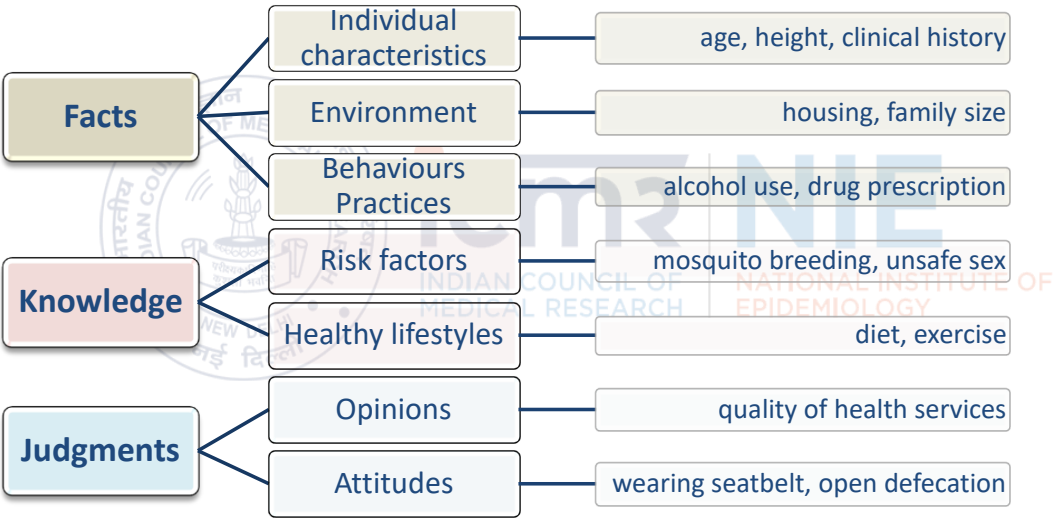 Individual
characteristics
age, height, clinical history
Facts
Environment
housing, family size
Behaviours
Practices
alcohol use, drug prescription
icmr
NIE
INDIAN COUNCIL OF
MEDICAL RESEARCH
NATIONAL INSTITUTE OF
EPIDEMIOLOGY
Knowledge
Risk factors
mosquito breeding, unsafe sex
Healthy lifestyles
diet, exercise
Judgments
Opinions
quality of health services
Attitudes
wearing seatbelt, open defecation
NEW DELHI